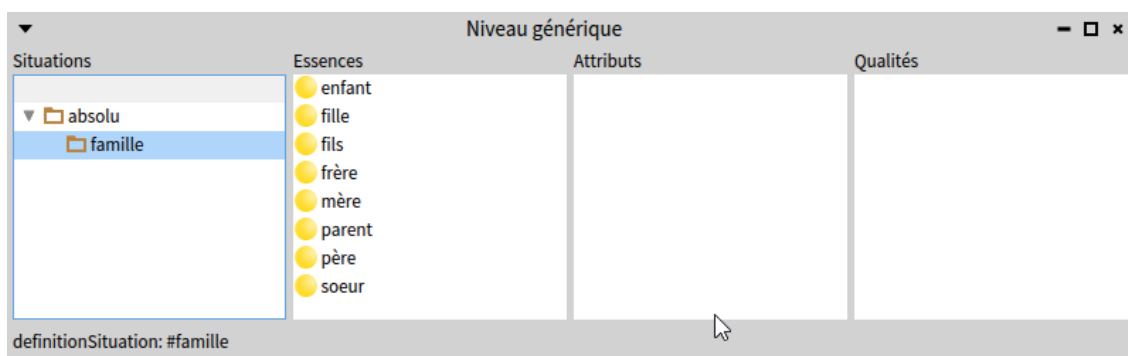 Niveau générique
Situations
Essences
Attributs
Qualités
absolu
famille
enfant
fille
fils
frère
mère
parent
père
soeur
definitionSituation: #famille